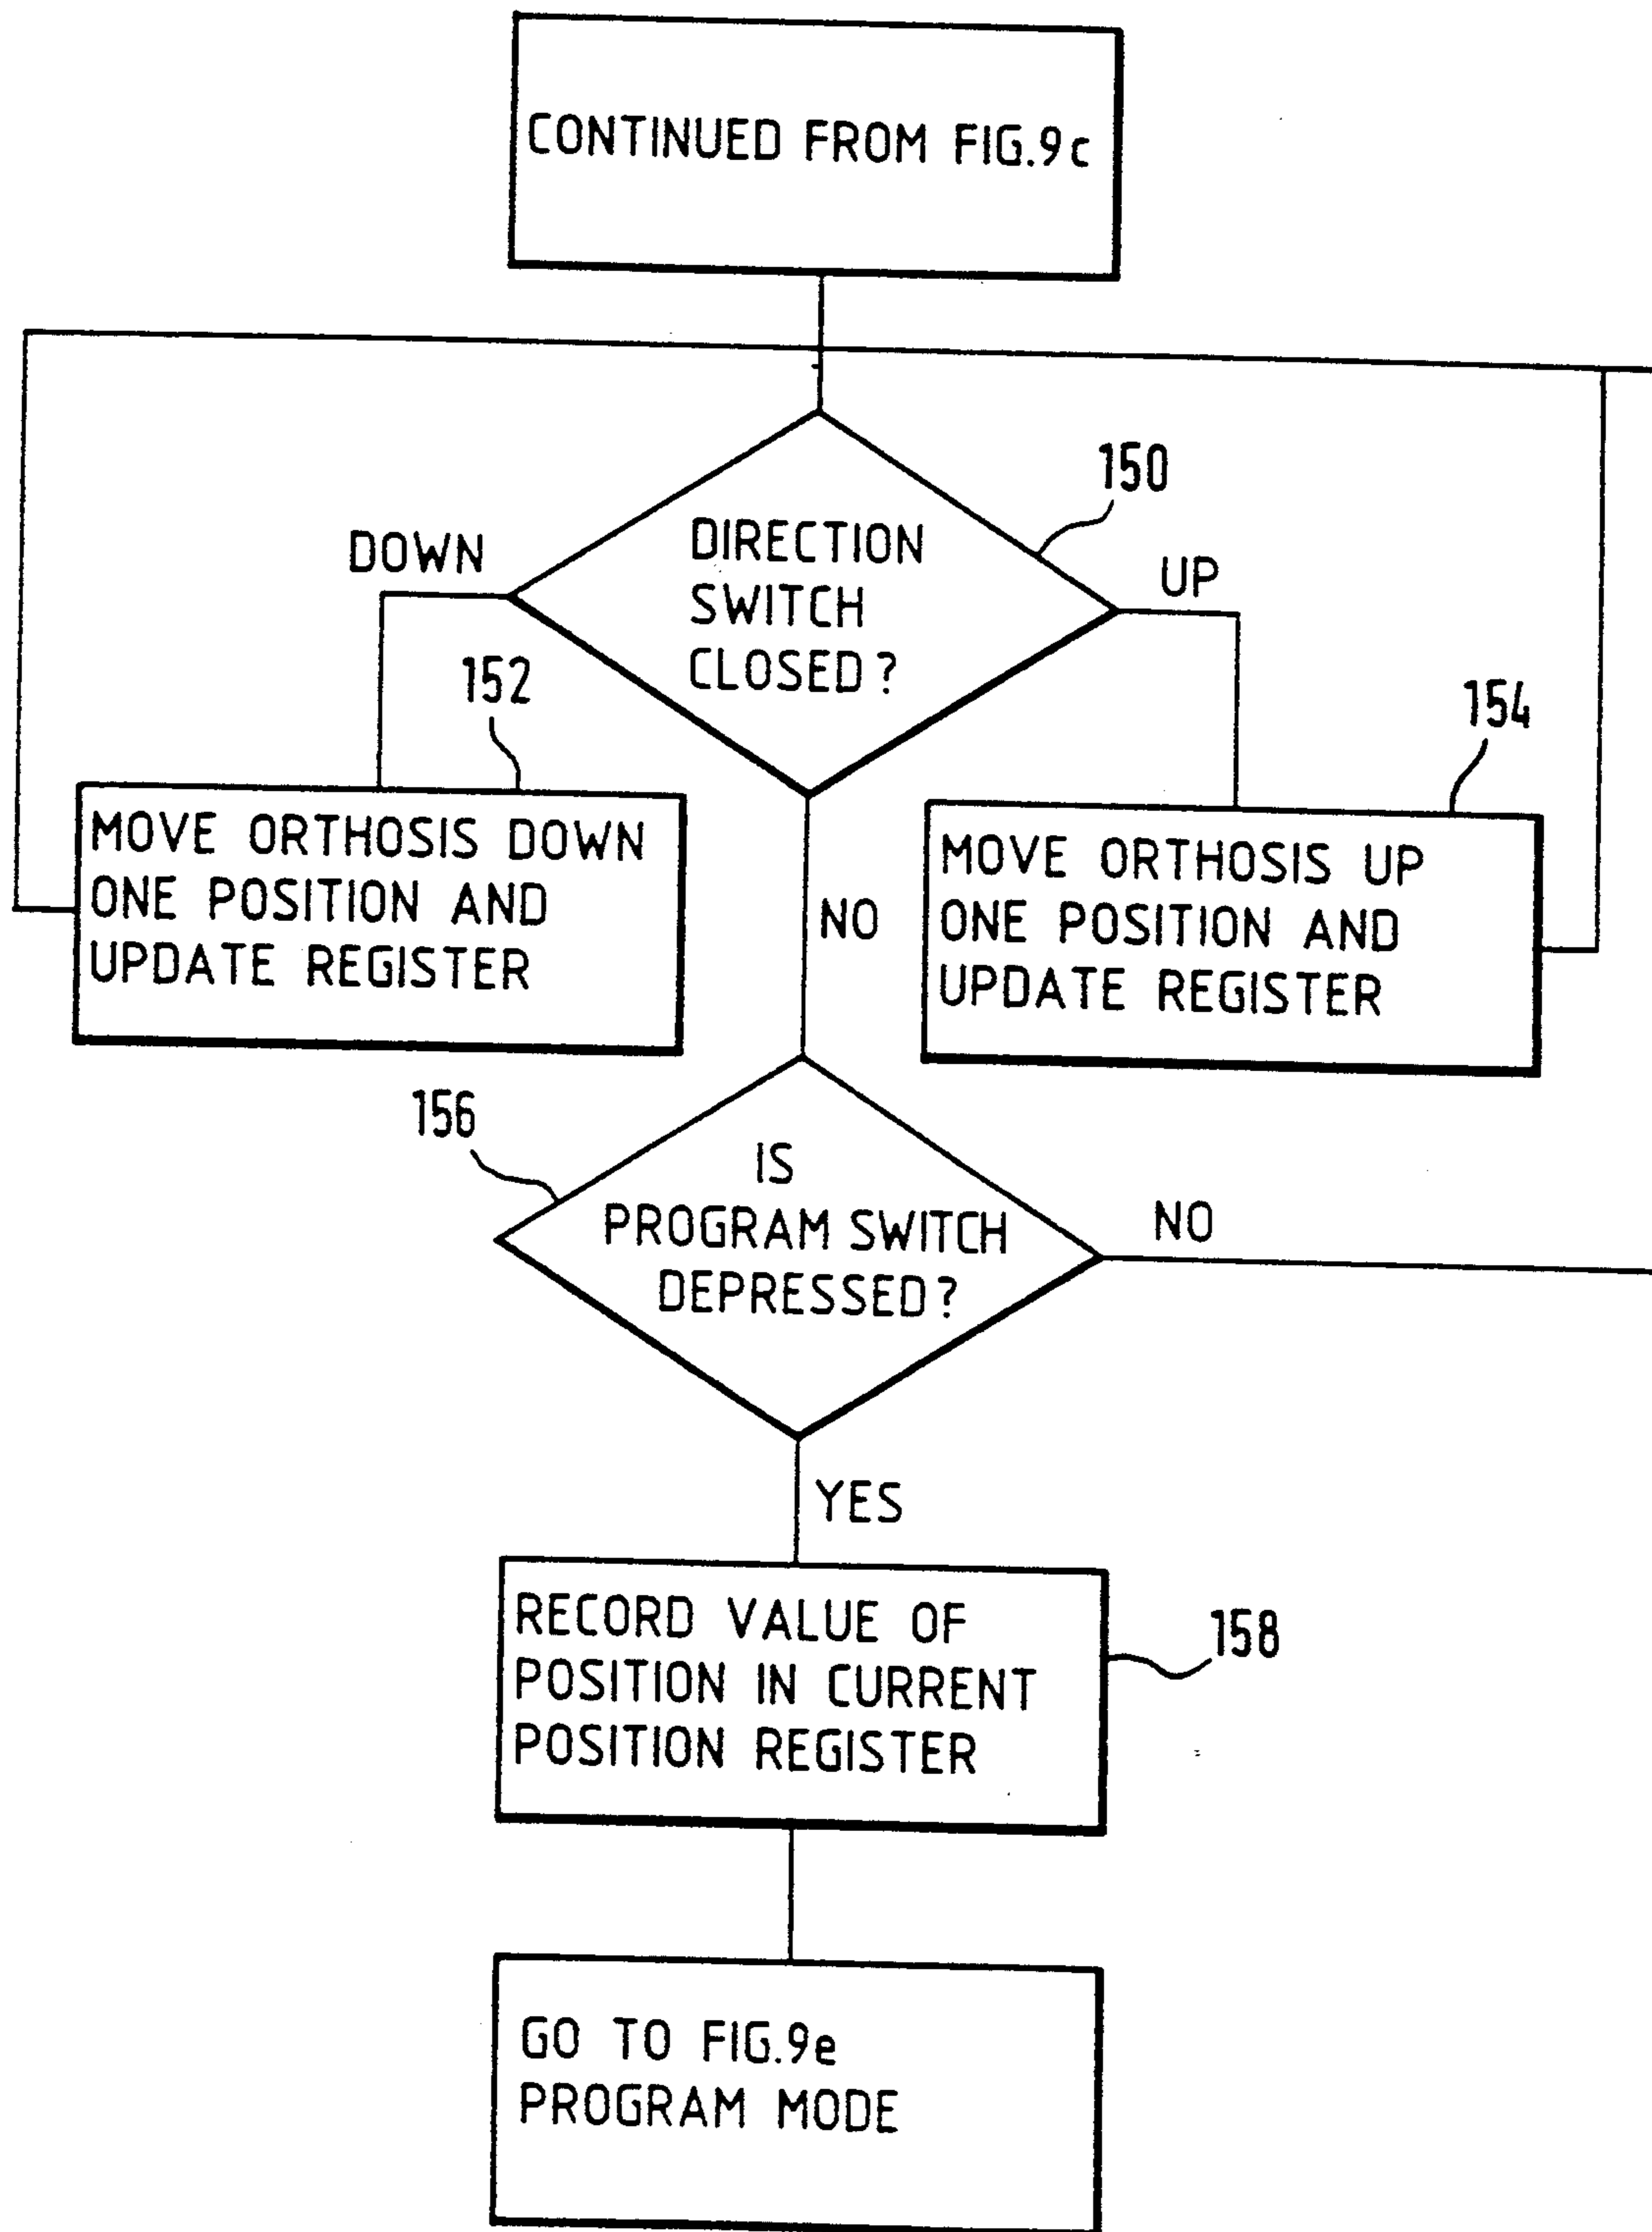 CONTINUED FROM FIG.9c
150
DOWN
DIRECTION
SWITCH
CLOSED?
UP
152
154
MOVE ORTHOSIS DOWN
ONE POSITION AND
UPDATE REGISTER
NO
MOVE ORTHOSIS UP
ONE POSITION AND
UPDATE REGISTER
156
IS
PROGRAM SWITCH
DEPRESSED?
NO
YES
RECORD VALUE OF
POSITION IN CURRENT
POSITION REGISTER
158
GO TO FIG.9e
PROGRAM MODE